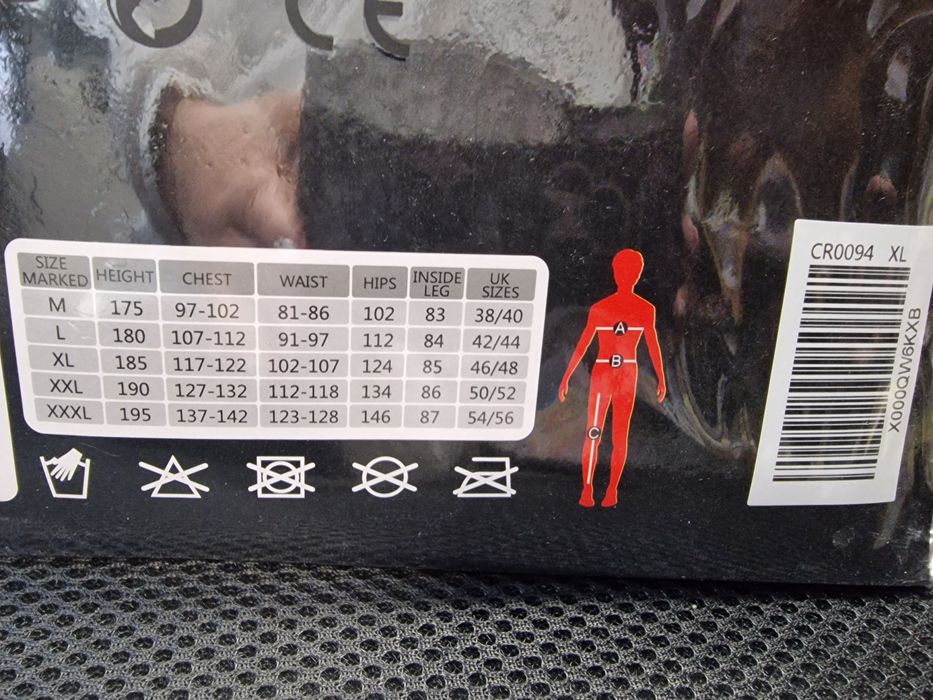 CE
SIZE MARKED HEIGHT CHEST WAIST HIPS INSIDE LEG UK SIZES
M 175 97-102 81-86 102 83 38/40
L 180 107-112 91-97 112 84 42/44
XL 185 117-122 102-107 124 85 46/48
XXL 190 127-132 112-118 134 86 50/52
XXXL 195 137-142 123-128 146 87 54/56
A
B
C
CR0094 XL
X000QW6KXB